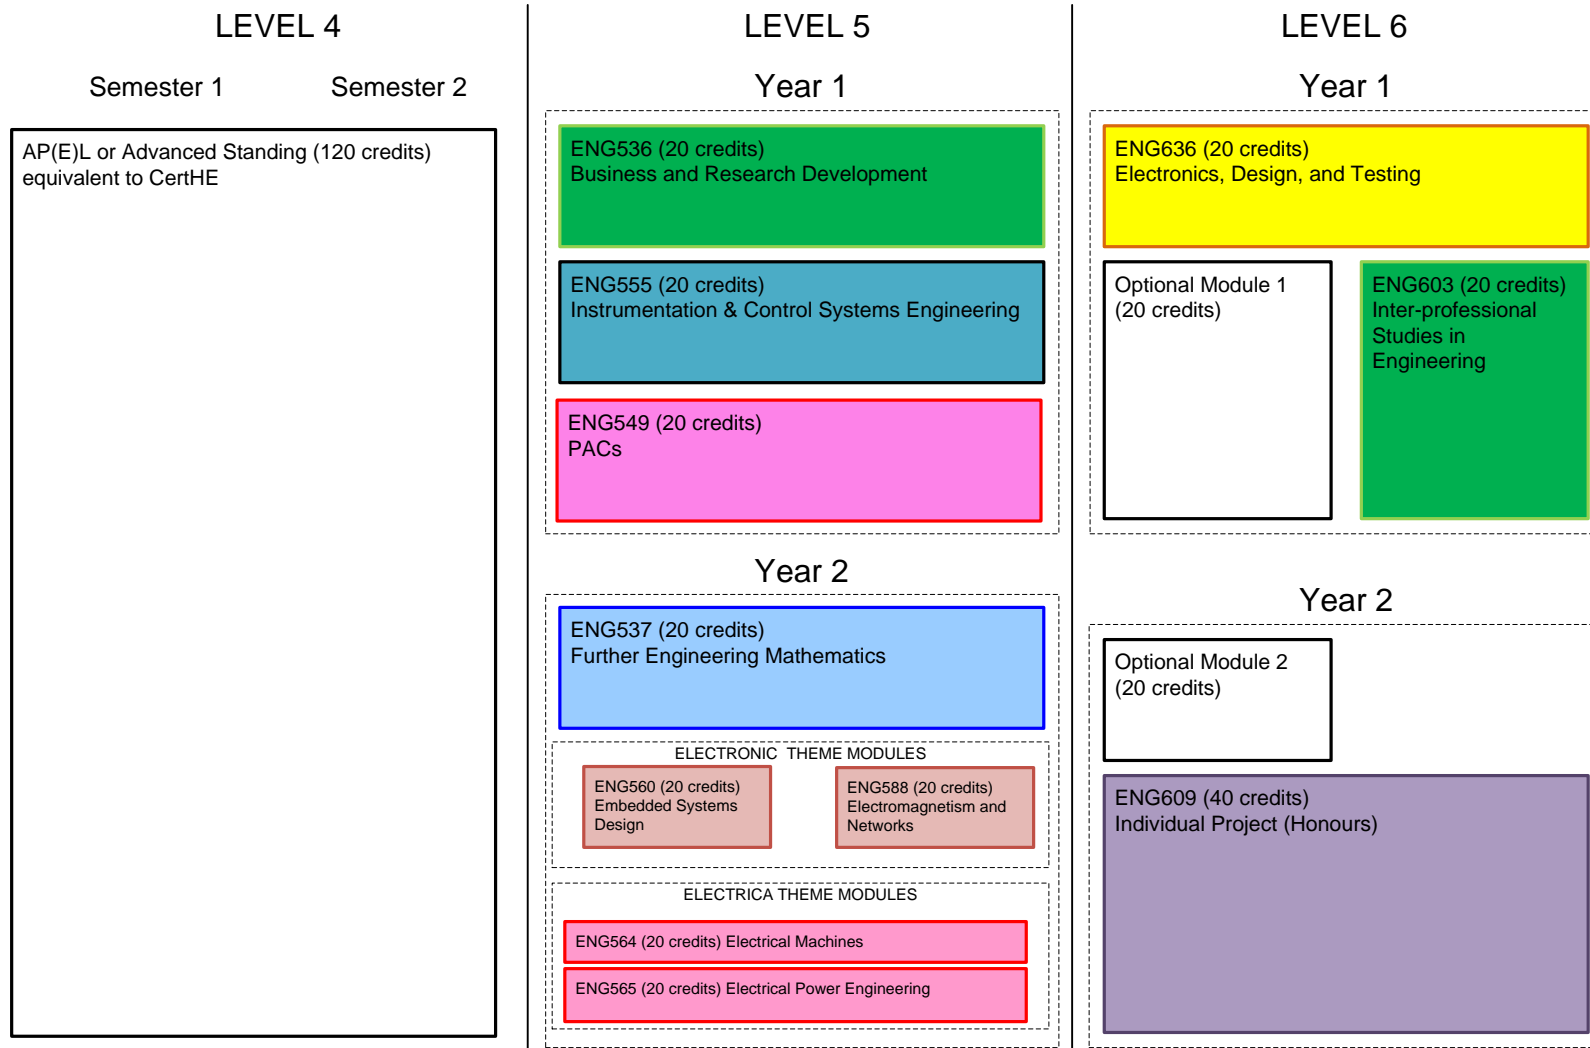 LEVEL 4
Semester 1
Semester 2
AP(E)L or Advanced Standing (120 credits)
equivalent to CertHE
LEVEL 5
Year 1
ENG536 (20 credits)
Business and Research Development
ENG555 (20 credits)
Instrumentation & Control Systems Engineering
ENG549 (20 credits)
PACs
Year 2
ENG537 (20 credits)
Further Engineering Mathematics
ELECTRONIC THEME MODULES
ENG560 (20 credits)
Embedded Systems
Design
ENG588 (20 credits)
Electromagnetism and
Networks
ELECTRICA THEME MODULES
ENG564 (20 credits) Electrical Machines
ENG565 (20 credits) Electrical Power Engineering
LEVEL 6
Year 1
ENG636 (20 credits)
Electronics, Design, and Testing
Optional Module 1
(20 credits)
ENG603 (20 credits)
Inter-professional
Studies in
Engineering
Year 2
Optional Module 2
(20 credits)
ENG609 (40 credits)
Individual Project (Honours)